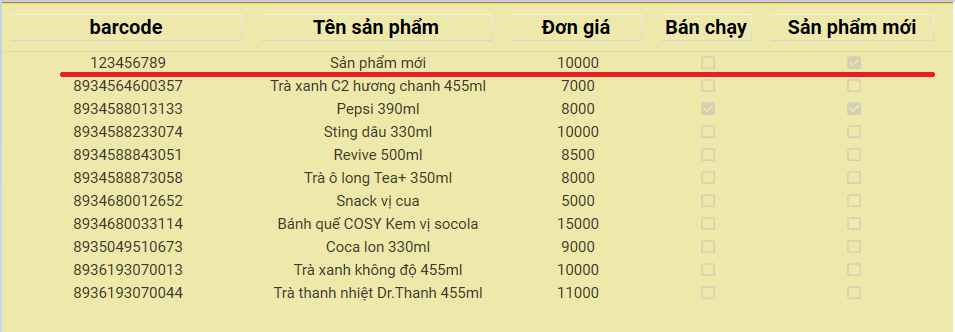 barcode Tên sản phẩm Đơn giá Bán chạy Sản phẩm mới
123456789 Sản phẩm mới 10000
8934564600357 Trà xanh C2 hương chanh 455ml 7000
8934588013133 Pepsi 390ml 8000
8934588233074 Sting dâu 330ml 10000
8934588843051 Revive 500ml 8500
8934588873058 Trà ô long Tea+ 350ml 8000
8934680012652 Snack vị cua 5000
8934680033114 Bánh quế COSY Kem vị socola 15000
8935049510673 Coca lon 330ml 9000
8936193070013 Trà xanh không độ 455ml 10000
8936193070044 Trà thanh nhiệt Dr.Thanh 455ml 11000